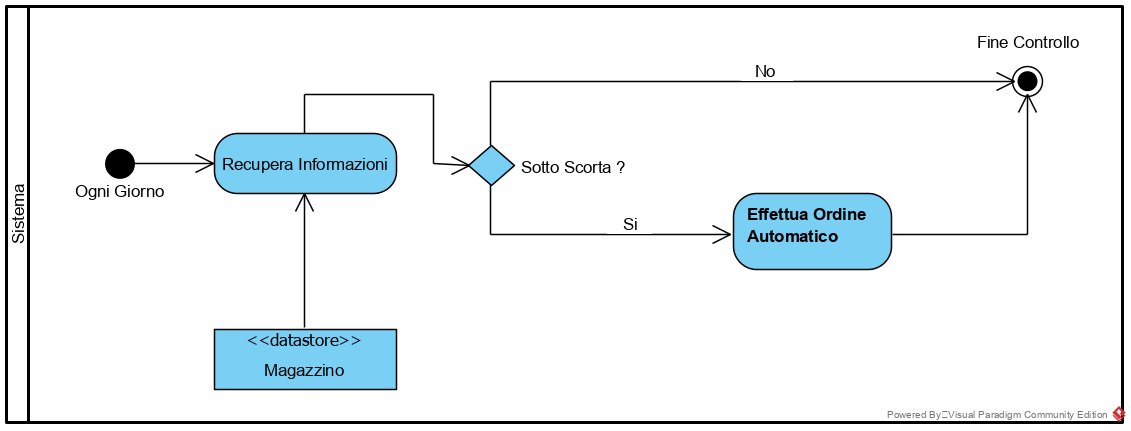 Fine Controllo
No
Recupera Informazioni
Sotto Scorta ?
Ogni Giorno
Sistema
Si
Effettua Ordine
Automatico
<<datastore>>
Magazzino
Powered By Visual Paradigm Community Edition